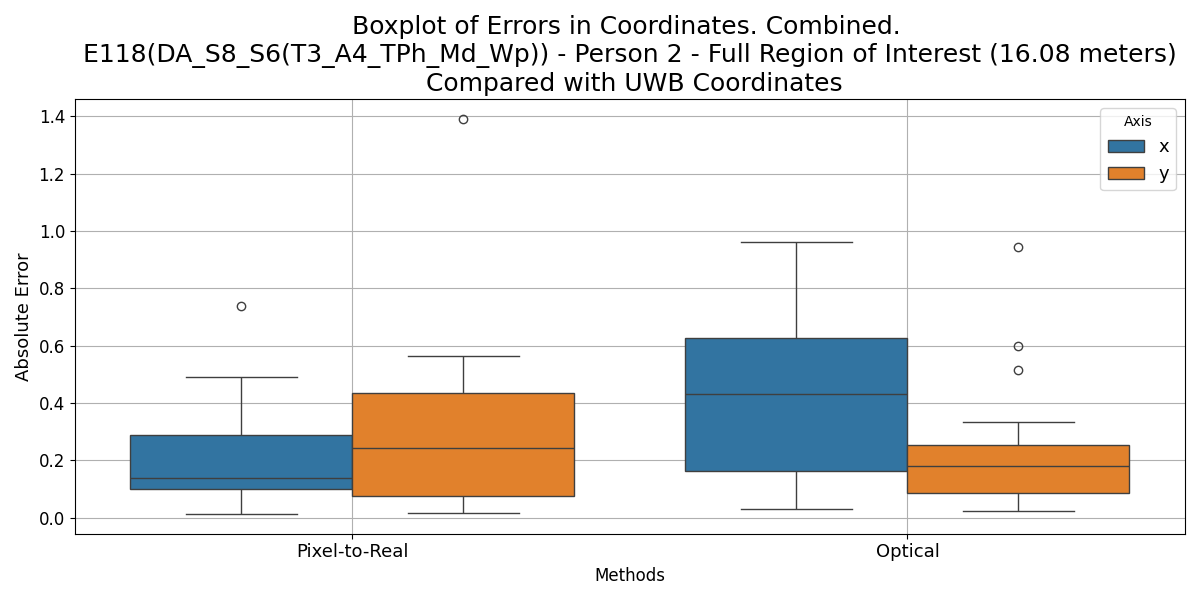 Boxplot of Errors in Coordinates. Combined.
E118(DA_S8_S6(T3_A4_TPh_Md_Wp)) - Person 2 - Full Region of Interest (16.08 meters)
Compared with UWB Coordinates
Absolute Error
1.4
1.2
1.0
0.8
0.6
0.4
0.2
0.0
Axis
x
y
Pixel-to-Real
Optical
Methods